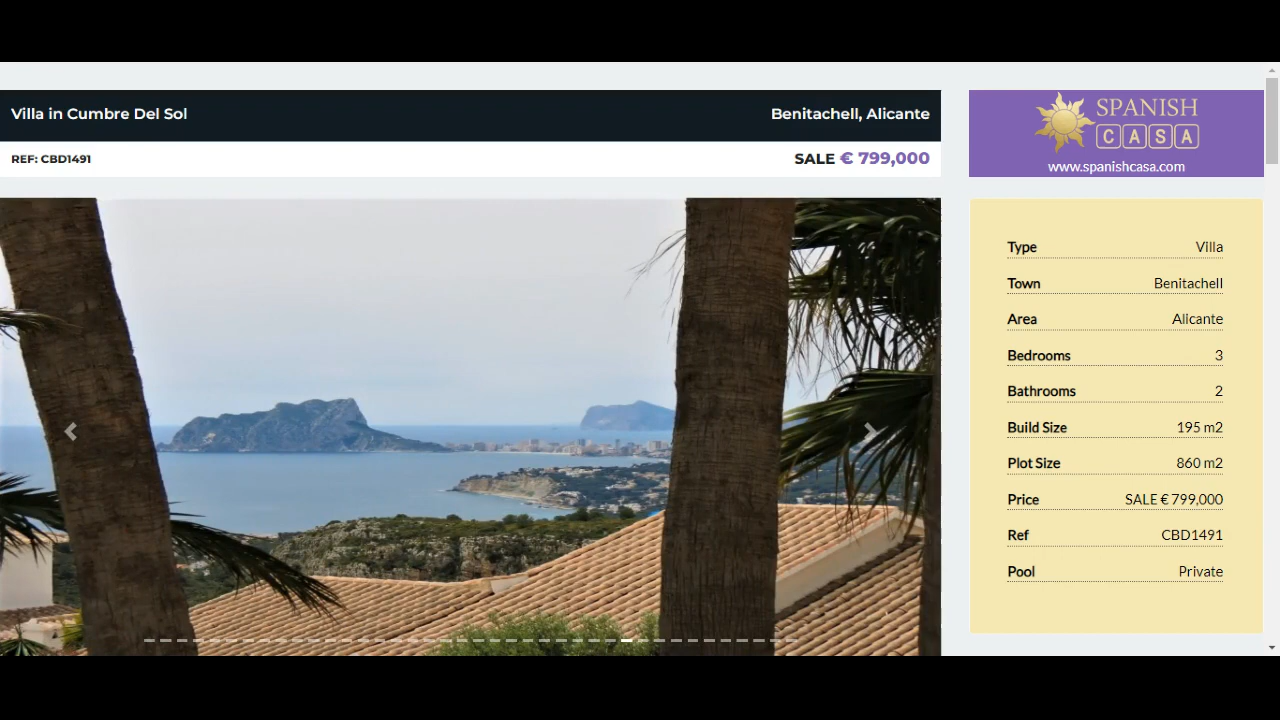 Villa in Cumbre Del Sol
Benitachell, Alicante
REF: CBD1491
SALE € 799,000
SPANISH
CASA
www.spanishcasa.com
Type Villa
Town Benitachell
Area Alicante
Bedrooms 3
Bathrooms 2
Build Size 195 m2
Plot Size 860 m2
Price SALE € 799,000
Ref CBD1491
Pool Private